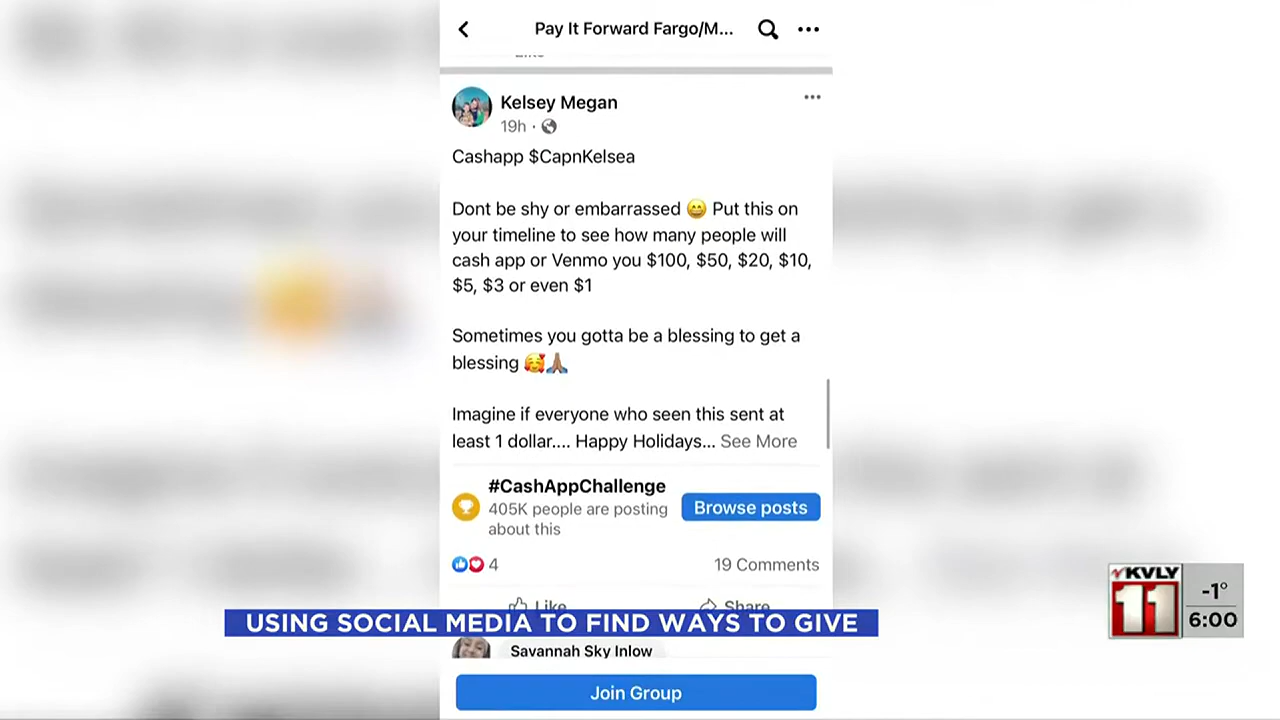 Pay It Forward Fargo/M...
Kelsey Megan
19h ·
Cashapp $CapnKelsea
Dont be shy or embarrassed 😄 Put this on
your timeline to see how many people will
cash app or Venmo you $100, $50, $20, $10,
$5, $3 or even $1
Sometimes you gotta be a blessing to get a
blessing 🥰🙏🏽
Imagine if everyone who seen this sent at
least 1 dollar.... Happy Holidays... See More
#CashAppChallenge
405K people are posting
about this
Browse posts
4
19 Comments
Like
Share
USING SOCIAL MEDIA TO FIND WAYS TO GIVE
KVLY
11
-1°
6:00
Savannah Sky Inlow
Join Group